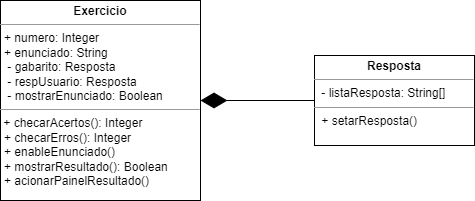 Exercicio
+ numero: Integer
+ enunciado: String
- gabarito: Resposta
- respUsuario: Resposta
- mostrarEnunciado: Boolean
+ checarAcertos(): Integer
+ checarErros(): Integer
+ enableEnunciado()
+ mostrarResultado(): Boolean
+ acionarPainelResultado()
Resposta
- listaResposta: String[]
+ setarResposta()